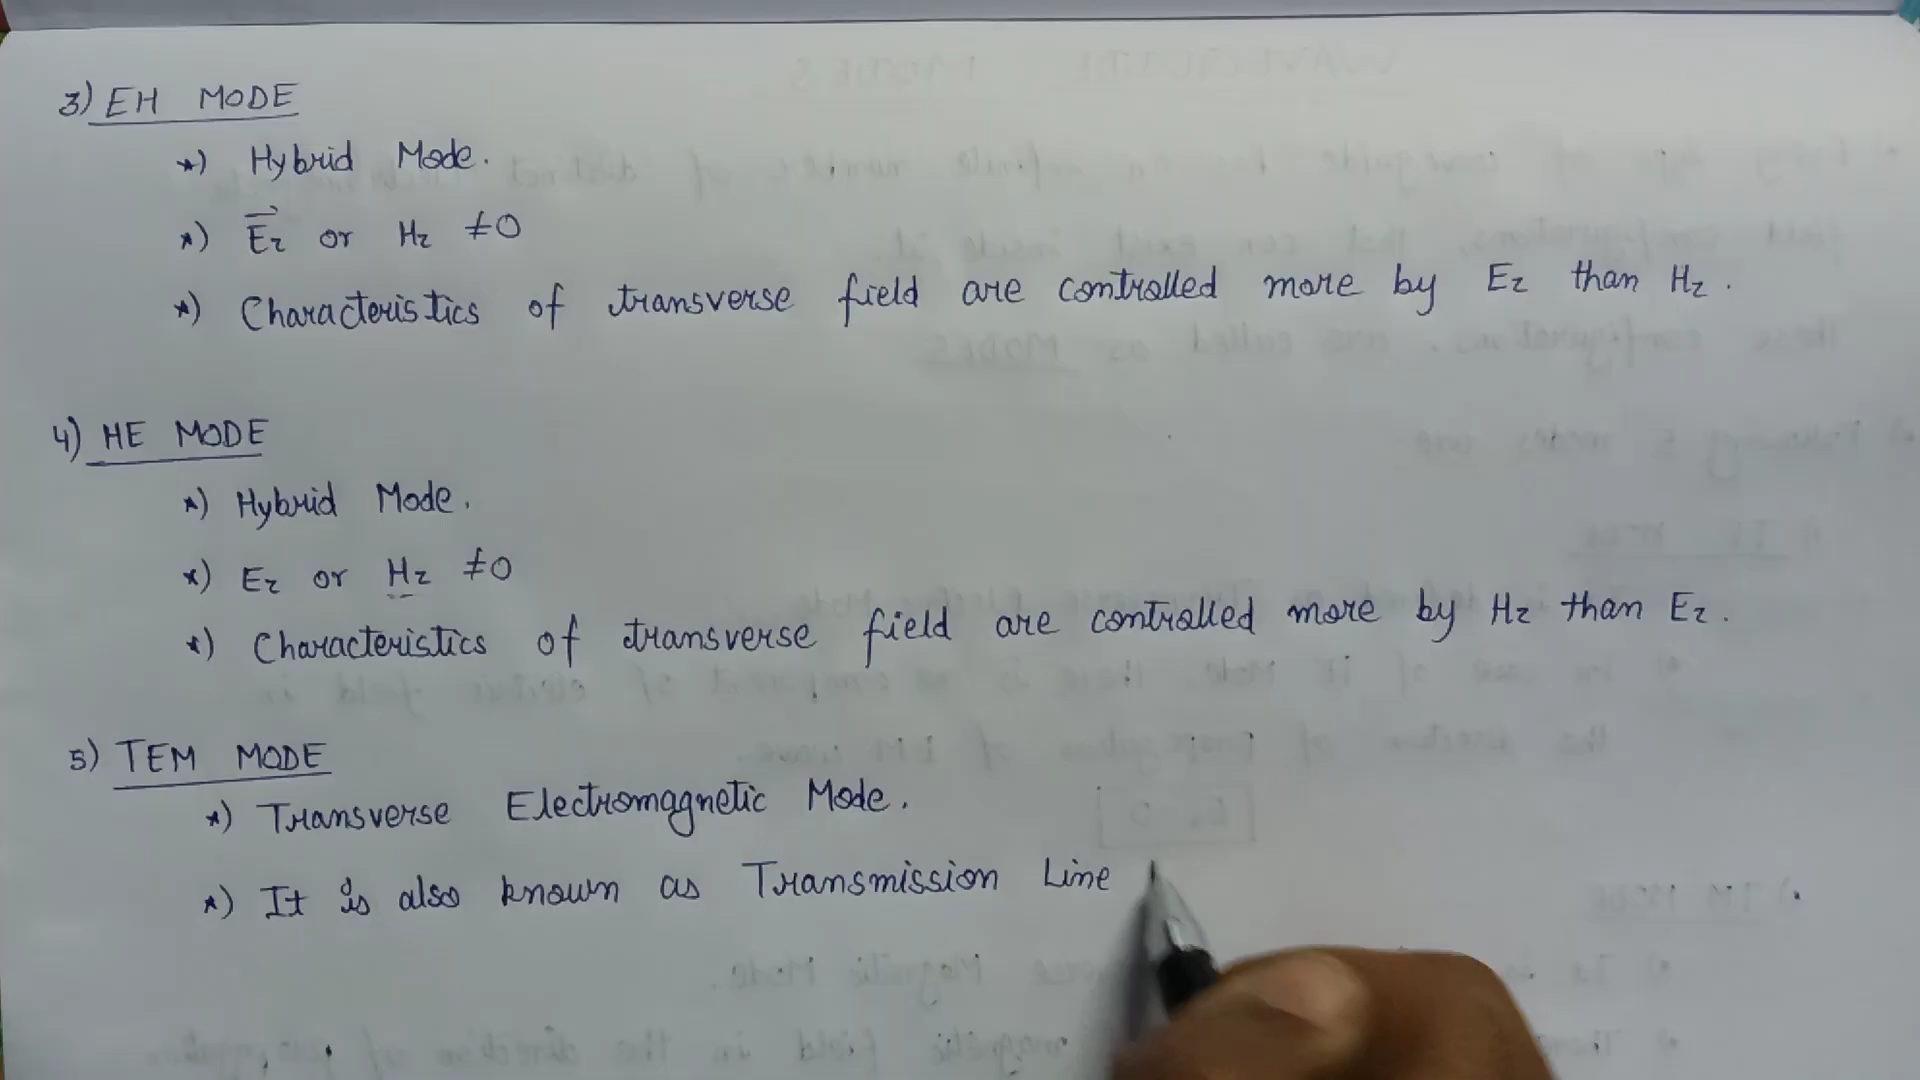 3) EH MODE
*) Hybrid Mode.
*) E⃗z or Hz ≠0
*) Characteristics of transverse field are controlled more by Ez than Hz.
4) HE MODE
*) Hybrid Mode.
*) Ez or Hz ≠0
*) Characteristics of transverse field are controlled more by Hz than Ez.
5) TEM MODE
*) Transverse Electromagnetic Mode.
*) It is also known as Transmission Line